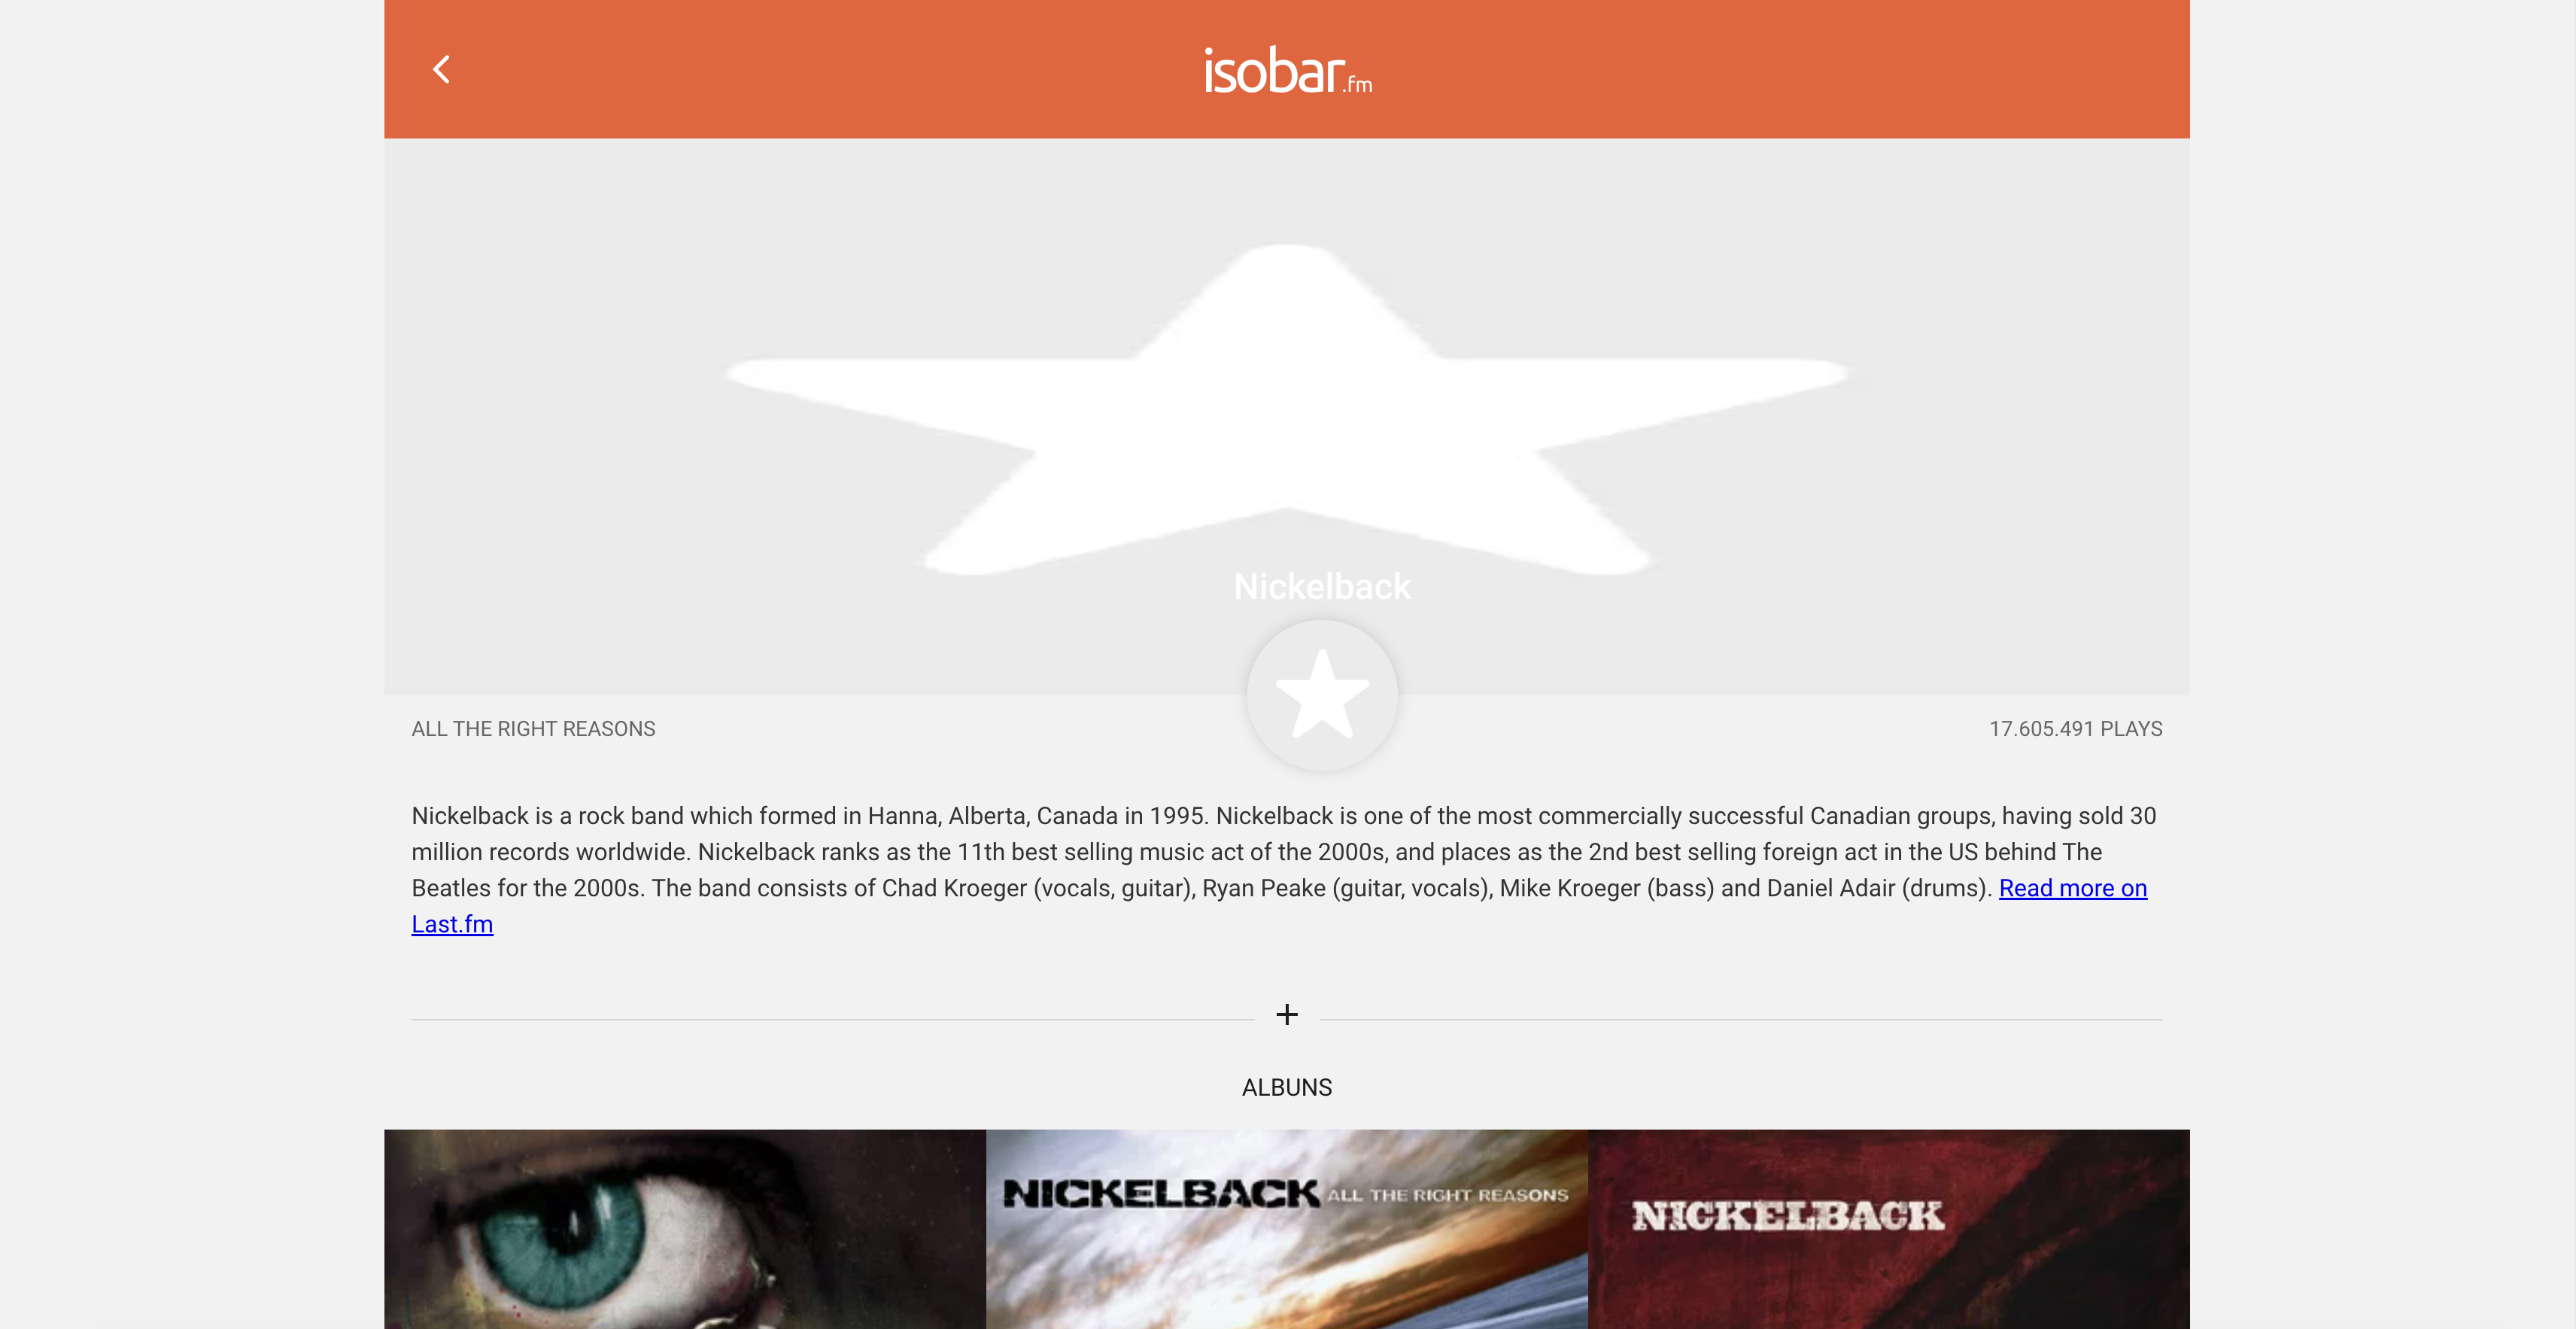 isobar.fm
Nickelback
ALL THE RIGHT REASONS
17.605.491 PLAYS
Nickelback is a rock band which formed in Hanna, Alberta, Canada in 1995. Nickelback is one of the most commercially successful Canadian groups, having sold 30
million records worldwide. Nickelback ranks as the 11th best selling music act of the 2000s, and places as the 2nd best selling foreign act in the US behind The
Beatles for the 2000s. The band consists of Chad Kroeger (vocals, guitar), Ryan Peake (guitar, vocals), Mike Kroeger (bass) and Daniel Adair (drums). Read more on
Last.fm
ALBUNS
NICKELBACK ALL THE RIGHT REASONS
NICKELBACK